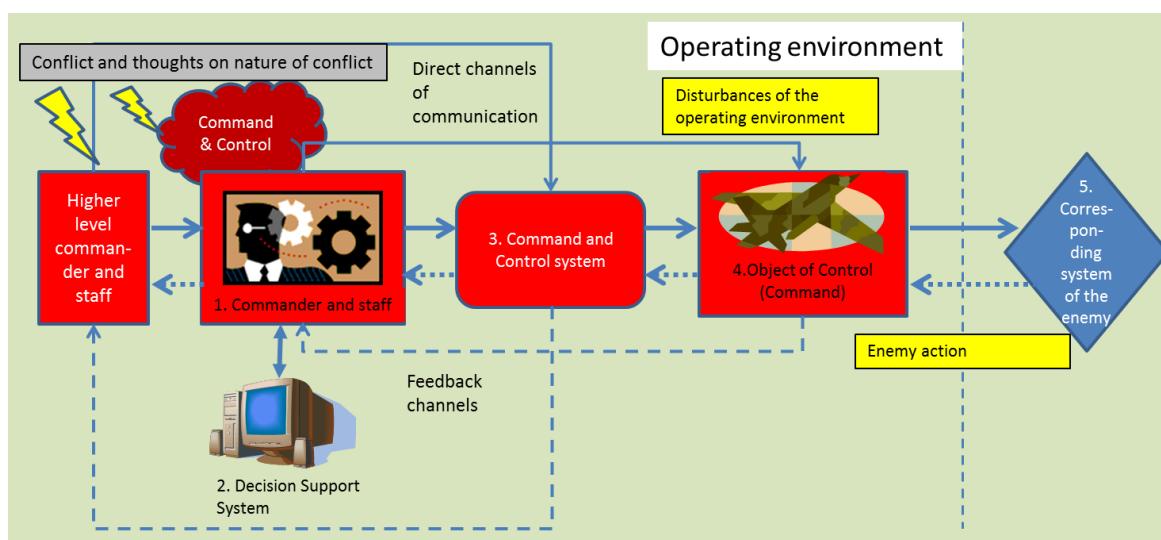 Operating environment
Conflict and thoughts on nature of conflict
Direct channels
of
communication
Disturbances of the
operating environment
Command
& Control
Higher
level
comman-
der and
staff
1. Commander and staff
3. Command and
Control system
4.Object of Control
(Command)
5.
Corres-
pon-
ding
system
of the
enemy
Enemy action
Feedback
channels
2. Decision Support
System